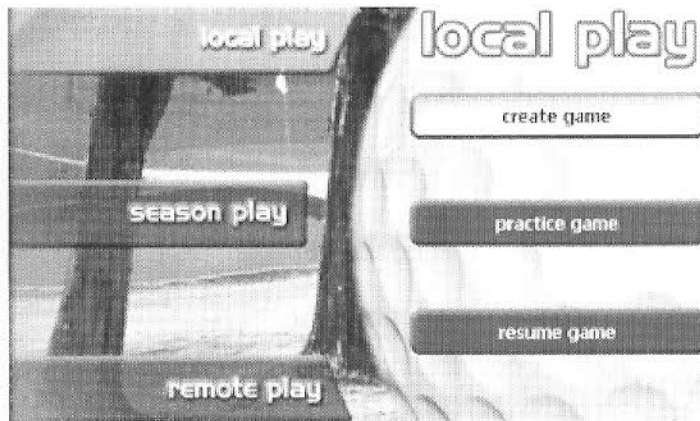 local play
season play
remote play
local play
create game
practice game
resume game